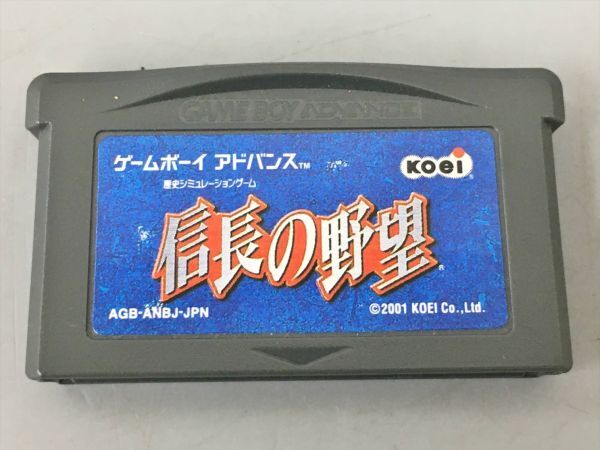 GAME BOY ADVANCE
ゲームボーイ アドバンス™
KOEI
歴史シミュレーションゲーム
信長の野望®
AGB-ANBJ-JPN
©2001 KOEI Co.,Ltd.